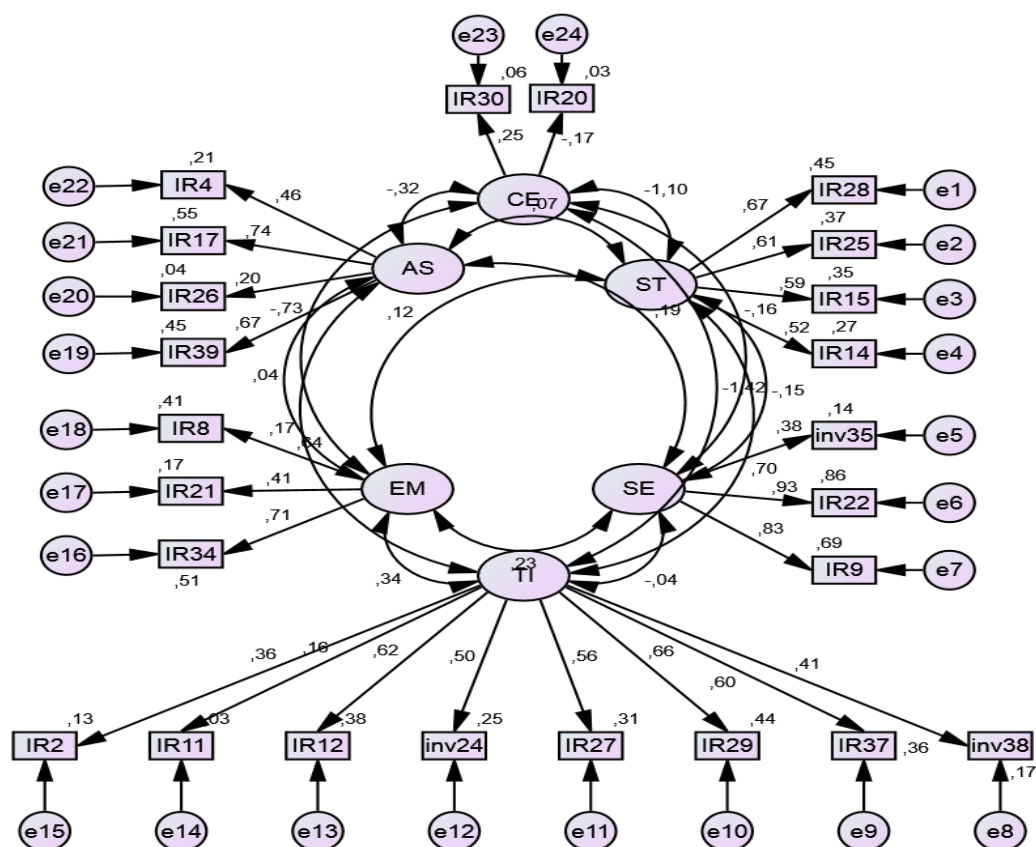 e23 e24
,06 ,03
IR30 IR20
,25 -,17
,21 ,45
e22 IR4 -,32 CE ,07 -1,10 IR28 e1
,46 ,67
,55 ,37
e21 IR17 ,74 ,61 IR25 e2
AS ST
,04 ,20 ,59 ,35
e20 IR26 IR15 e3
-,73 ,12 ,19 -,16
,45 ,67 ,52 ,27
e19 IR39 IR14 e4
,04 -1,42 -,15
,41 ,14
e18 IR8 ,17 ,64 ,38 inv35 e5
,17 ,70 ,86
e17 IR21 ,41 EM SE ,93 IR22 e6
,71 ,83
e16 IR34 ,69
,51 ,34 ,23 TI -,04 IR9 e7
,36 ,16 ,62 ,50 ,56 ,66 ,60 ,41
,13 ,03 ,38 ,25 ,31 ,44
IR2 IR11 IR12 inv24 IR27 IR29 IR37 ,36 inv38
,17
e15 e14 e13 e12 e11 e10 e9 e8